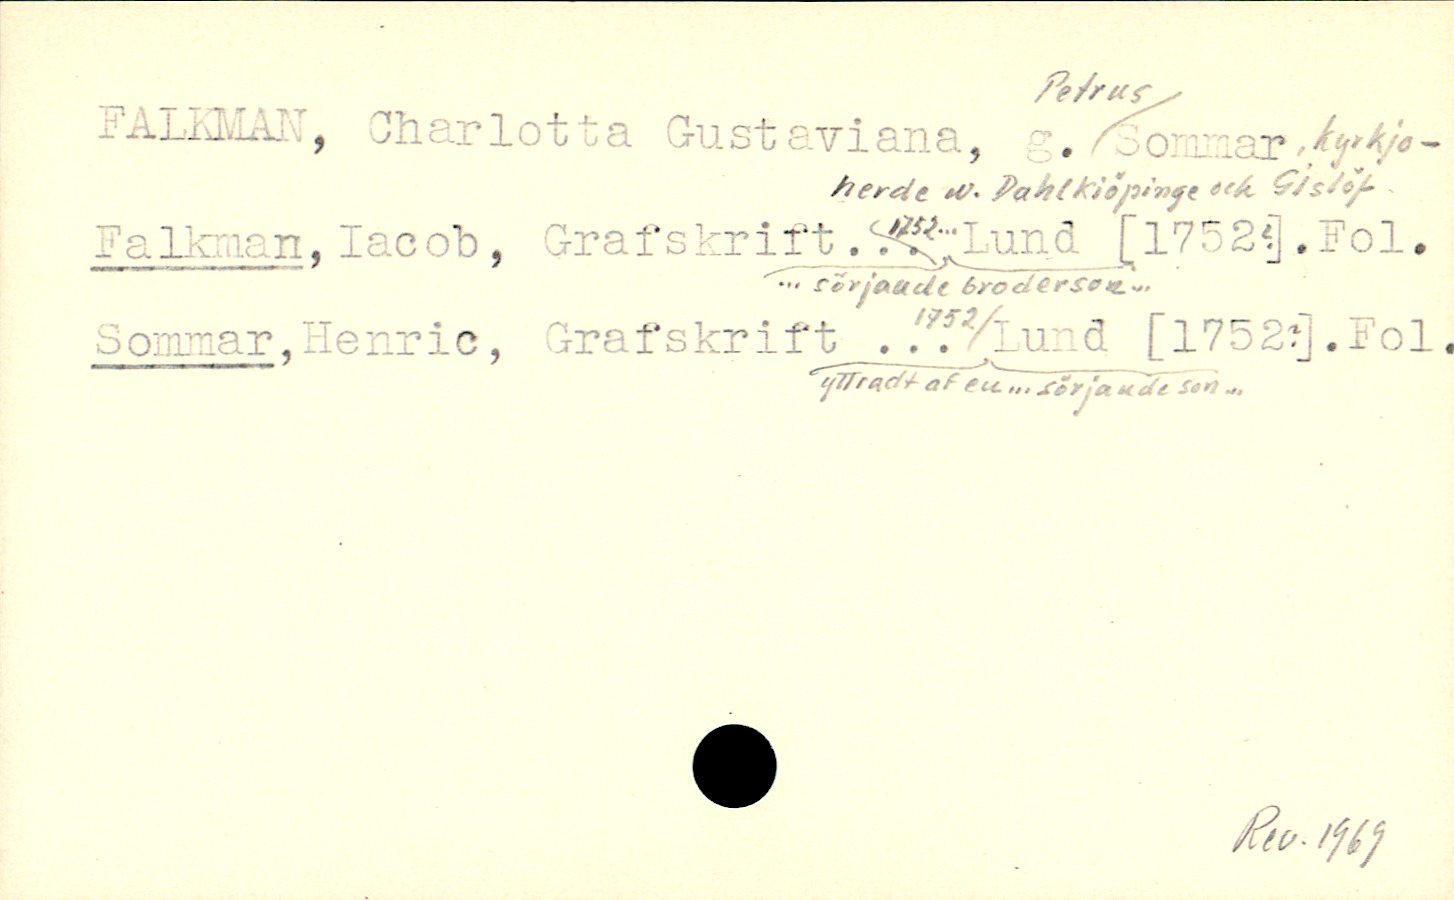 Petrus
FALKMAN, Charlotta Gustaviana, g. Sommar, kyrkjo-
herde w. Dahlkiöpinge och Gislöf.
1752...
Falkman, Iacob, Grafskrift... Lund [1752?]. Fol.
... sörjande broderson...
1752
Sommar, Henric, Grafskrift ... Lund [1752?]. Fol.
yttradt af en... sörjande son...
Rev. 1969